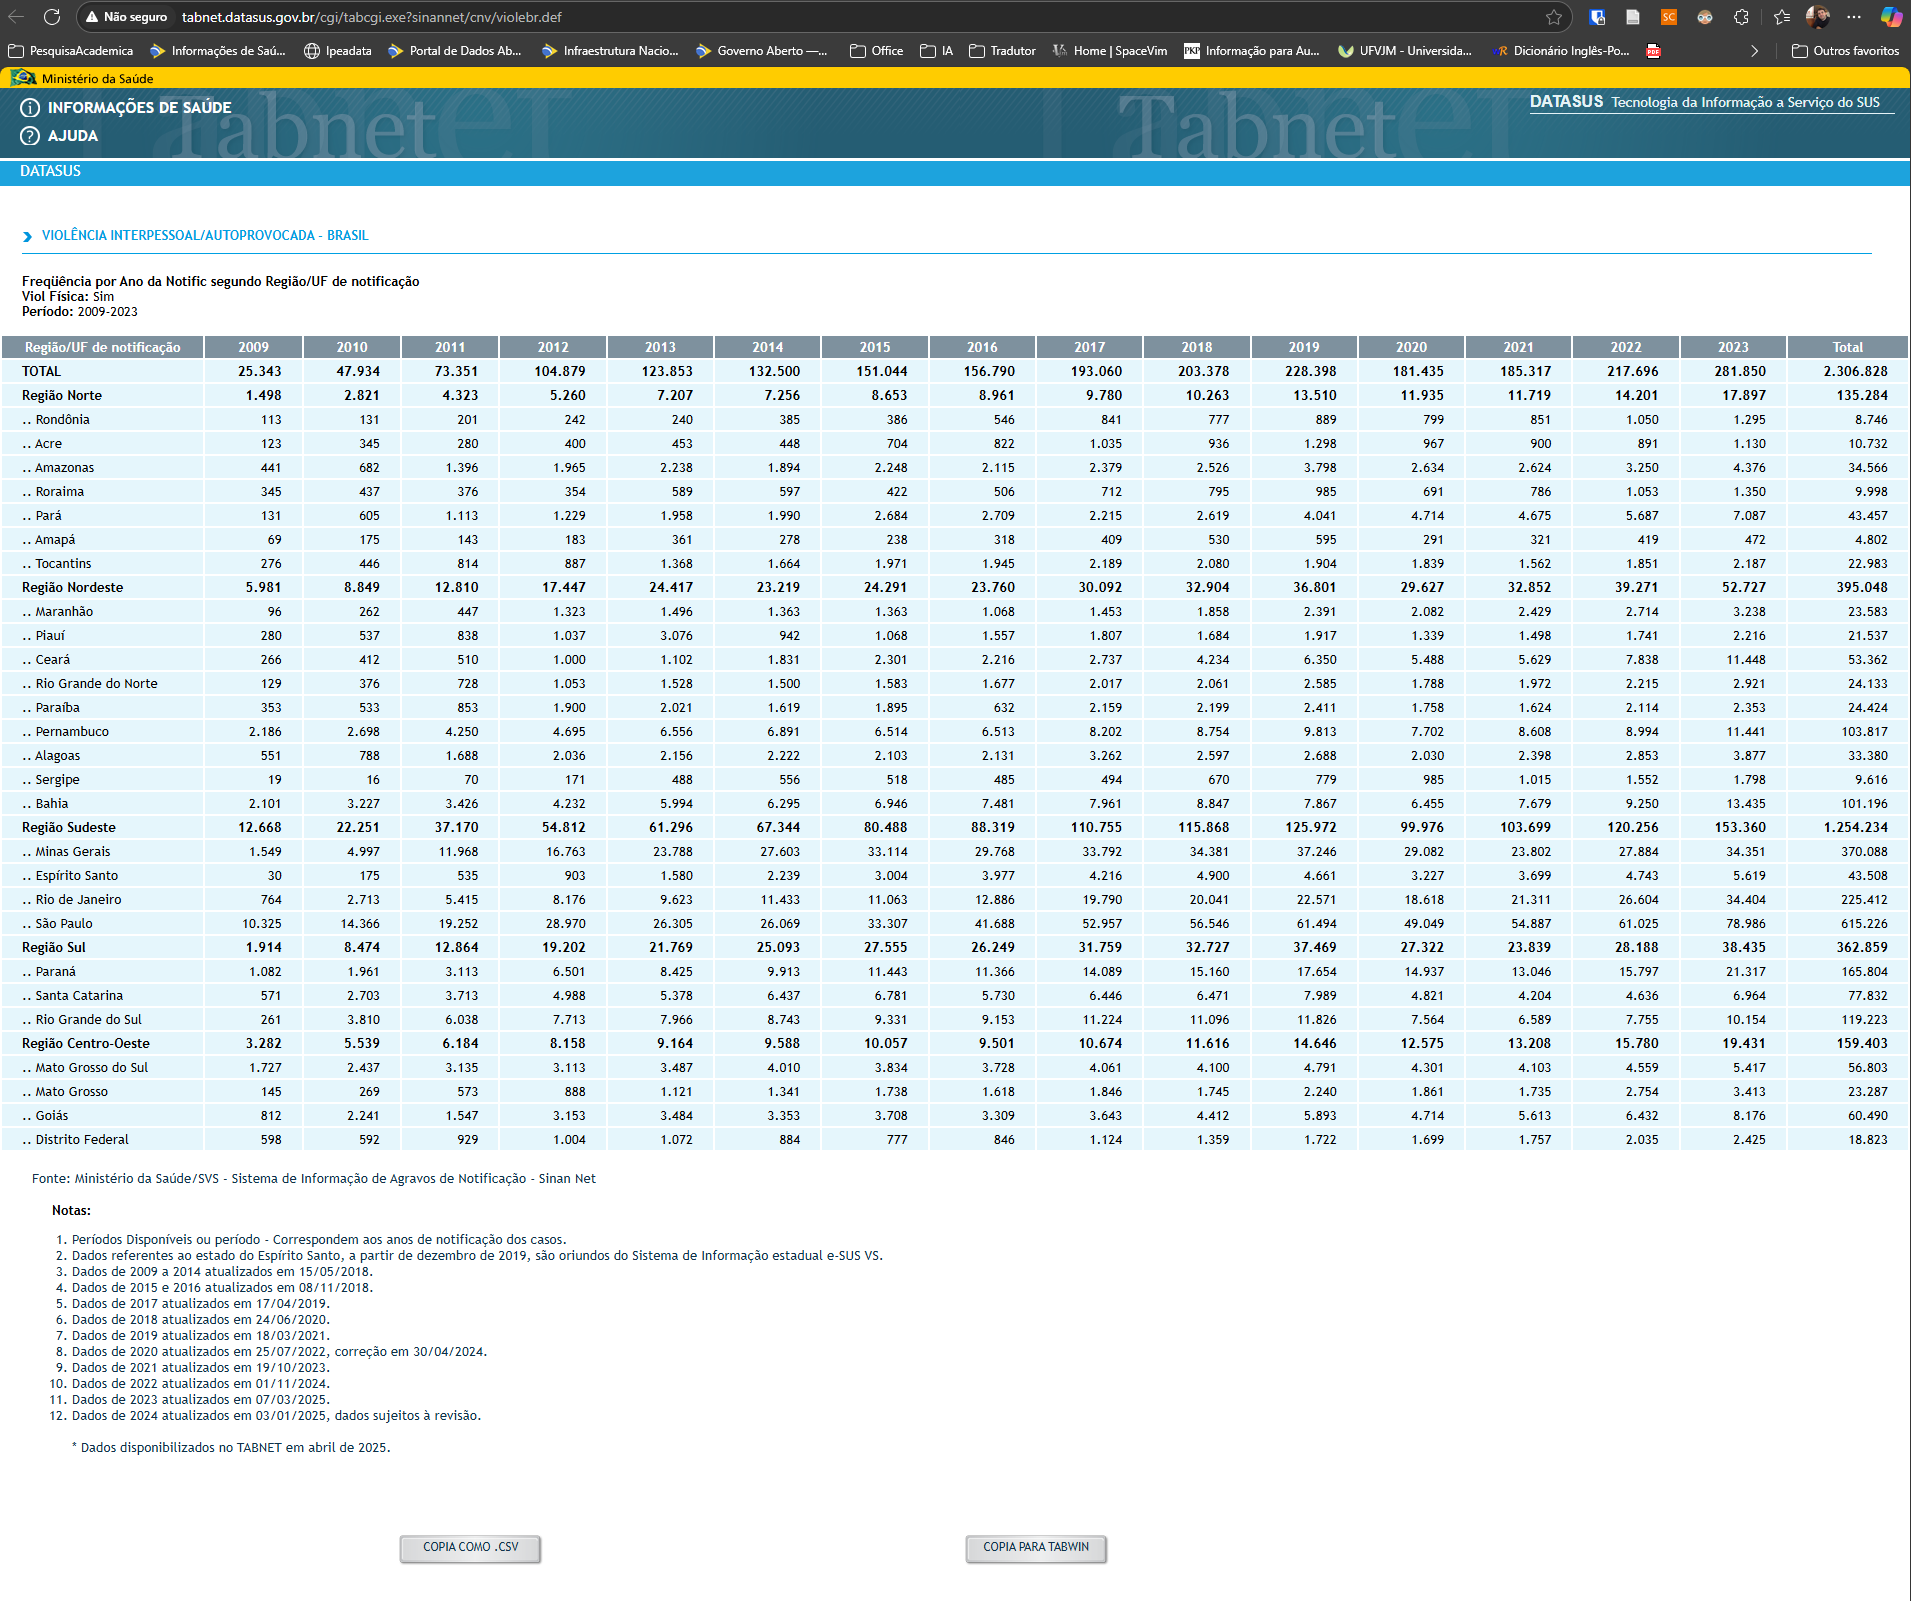 Não seguro tabnet.datasus.gov.br/cgi/tabcgi.exe?sinannet/cnv/violebr.def
PesquisaAcademica Informações de Saú... Ipeadata Portal de Dados Ab... Infraestrutura Nacio... Governo Aberto —... Office IA Tradutor Home | SpaceVim PKP Informação para Au... UFVJM - Universida... Dicionário Inglês-Po... Outros favoritos
Ministério da Saúde
INFORMAÇÕES DE SAÚDE
AJUDA
Tabnet Tabnet
DATASUS Tecnologia da Informação a Serviço do SUS
DATASUS
VIOLÊNCIA INTERPESSOAL/AUTOPROVOCADA - BRASIL
Freqüência por Ano da Notific segundo Região/UF de notificação
Viol Física: Sim
Período: 2009-2023
Região/UF de notificação 2009 2010 2011 2012 2013 2014 2015 2016 2017 2018 2019 2020 2021 2022 2023 Total
TOTAL 25.343 47.934 73.351 104.879 123.853 132.500 151.044 156.790 193.060 203.378 228.398 181.435 185.317 217.696 281.850 2.306.828
Região Norte 1.498 2.821 4.323 5.260 7.207 7.256 8.653 8.961 9.780 10.263 13.510 11.935 11.719 14.201 17.897 135.284
.. Rondônia 113 131 201 242 240 385 386 546 841 777 889 799 851 1.050 1.295 8.746
.. Acre 123 345 280 400 453 448 704 822 1.035 936 1.298 967 900 891 1.130 10.732
.. Amazonas 441 682 1.396 1.965 2.238 1.894 2.248 2.115 2.379 2.526 3.798 2.634 2.624 3.250 4.376 34.566
.. Roraima 345 437 376 354 589 597 422 506 712 795 985 691 786 1.053 1.350 9.998
.. Pará 131 605 1.113 1.229 1.958 1.990 2.684 2.709 2.215 2.619 4.041 4.714 4.675 5.687 7.087 43.457
.. Amapá 69 175 143 183 361 278 238 318 409 530 595 291 321 419 472 4.802
.. Tocantins 276 446 814 887 1.368 1.664 1.971 1.945 2.189 2.080 1.904 1.839 1.562 1.851 2.187 22.983
Região Nordeste 5.981 8.849 12.810 17.447 24.417 23.219 24.291 23.760 30.092 32.904 36.801 29.627 32.852 39.271 52.727 395.048
.. Maranhão 96 262 447 1.323 1.496 1.363 1.363 1.068 1.453 1.858 2.391 2.082 2.429 2.714 3.238 23.583
.. Piauí 280 537 838 1.037 3.076 942 1.068 1.557 1.807 1.684 1.917 1.339 1.498 1.741 2.216 21.537
.. Ceará 266 412 510 1.000 1.102 1.831 2.301 2.216 2.737 4.234 6.350 5.488 5.629 7.838 11.448 53.362
.. Rio Grande do Norte 129 376 728 1.053 1.528 1.500 1.583 1.677 2.017 2.061 2.585 1.788 1.972 2.215 2.921 24.133
.. Paraíba 353 533 853 1.900 2.021 1.619 1.895 632 2.159 2.199 2.411 1.758 1.624 2.114 2.353 24.424
.. Pernambuco 2.186 2.698 4.250 4.695 6.556 6.891 6.514 6.513 8.202 8.754 9.813 7.702 8.608 8.994 11.441 103.817
.. Alagoas 551 788 1.688 2.036 2.156 2.222 2.103 2.131 3.262 2.597 2.688 2.030 2.398 2.853 3.877 33.380
.. Sergipe 19 16 70 171 488 556 518 485 494 670 779 985 1.015 1.552 1.798 9.616
.. Bahia 2.101 3.227 3.426 4.232 5.994 6.295 6.946 7.481 7.961 8.847 7.867 6.455 7.679 9.250 13.435 101.196
Região Sudeste 12.668 22.251 37.170 54.812 61.296 67.344 80.488 88.319 110.755 115.868 125.972 99.976 103.699 120.256 153.360 1.254.234
.. Minas Gerais 1.549 4.997 11.968 16.763 23.788 27.603 33.114 29.768 33.792 34.381 37.246 29.082 23.802 27.884 34.351 370.088
.. Espírito Santo 30 175 535 903 1.580 2.239 3.004 3.977 4.216 4.900 4.661 3.227 3.699 4.743 5.619 43.508
.. Rio de Janeiro 764 2.713 5.415 8.176 9.623 11.433 11.063 12.886 19.790 20.041 22.571 18.618 21.311 26.604 34.404 225.412
.. São Paulo 10.325 14.366 19.252 28.970 26.305 26.069 33.307 41.688 52.957 56.546 61.494 49.049 54.887 61.025 78.986 615.226
Região Sul 1.914 8.474 12.864 19.202 21.769 25.093 27.555 26.249 31.759 32.727 37.469 27.322 23.839 28.188 38.435 362.859
.. Paraná 1.082 1.961 3.113 6.501 8.425 9.913 11.443 11.366 14.089 15.160 17.654 14.937 13.046 15.797 21.317 165.804
.. Santa Catarina 571 2.703 3.713 4.988 5.378 6.437 6.781 5.730 6.446 6.471 7.989 4.821 4.204 4.636 6.964 77.832
.. Rio Grande do Sul 261 3.810 6.038 7.713 7.966 8.743 9.331 9.153 11.224 11.096 11.826 7.564 6.589 7.755 10.154 119.223
Região Centro-Oeste 3.282 5.539 6.184 8.158 9.164 9.588 10.057 9.501 10.674 11.616 14.646 12.575 13.208 15.780 19.431 159.403
.. Mato Grosso do Sul 1.727 2.437 3.135 3.113 3.487 4.010 3.834 3.728 4.061 4.100 4.791 4.301 4.103 4.559 5.417 56.803
.. Mato Grosso 145 269 573 888 1.121 1.341 1.738 1.618 1.846 1.745 2.240 1.861 1.735 2.754 3.413 23.287
.. Goiás 812 2.241 1.547 3.153 3.484 3.353 3.708 3.309 3.643 4.412 5.893 4.714 5.613 6.432 8.176 60.490
.. Distrito Federal 598 592 929 1.004 1.072 884 777 846 1.124 1.359 1.722 1.699 1.757 2.035 2.425 18.823
Fonte: Ministério da Saúde/SVS - Sistema de Informação de Agravos de Notificação - Sinan Net
Notas:
1. Períodos Disponíveis ou período - Correspondem aos anos de notificação dos casos.
2. Dados referentes ao estado do Espírito Santo, a partir de dezembro de 2019, são oriundos do Sistema de Informação estadual e-SUS VS.
3. Dados de 2009 a 2014 atualizados em 15/05/2018.
4. Dados de 2015 e 2016 atualizados em 08/11/2018.
5. Dados de 2017 atualizados em 17/04/2019.
6. Dados de 2018 atualizados em 24/06/2020.
7. Dados de 2019 atualizados em 18/03/2021.
8. Dados de 2020 atualizados em 25/07/2022, correção em 30/04/2024.
9. Dados de 2021 atualizados em 19/10/2023.
10. Dados de 2022 atualizados em 01/11/2024.
11. Dados de 2023 atualizados em 07/03/2025.
12. Dados de 2024 atualizados em 03/01/2025, dados sujeitos à revisão.
* Dados disponibilizados no TABNET em abril de 2025.
COPIA COMO .CSV COPIA PARA TABWIN